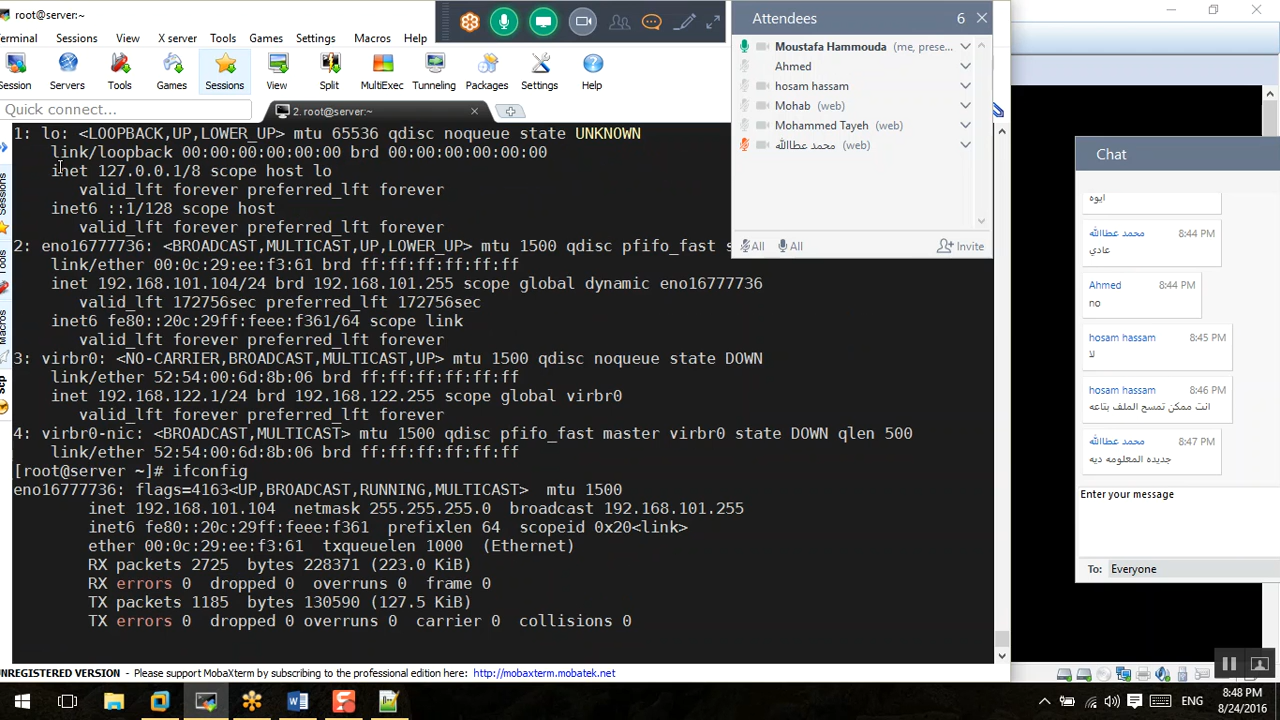 root@server:~
Terminal Sessions View X server Tools Games Settings Macros Help
Session Servers Tools Games Sessions View Split MultiExec Tunneling Packages Settings Help
Quick connect...
2. root@server:~
1: lo: <LOOPBACK,UP,LOWER_UP> mtu 65536 qdisc noqueue state UNKNOWN
link/loopback 00:00:00:00:00:00 brd 00:00:00:00:00:00
inet 127.0.0.1/8 scope host lo
valid_lft forever preferred_lft forever
inet6 ::1/128 scope host
valid_lft forever preferred_lft forever
2: eno16777736: <BROADCAST,MULTICAST,UP,LOWER_UP> mtu 1500 qdisc pfifo_fast s
link/ether 00:0c:29:ee:f3:61 brd ff:ff:ff:ff:ff:ff
inet 192.168.101.104/24 brd 192.168.101.255 scope global dynamic eno16777736
valid_lft 172756sec preferred_lft 172756sec
inet6 fe80::20c:29ff:feee:f361/64 scope link
valid_lft forever preferred_lft forever
3: virbr0: <NO-CARRIER,BROADCAST,MULTICAST,UP> mtu 1500 qdisc noqueue state DOWN
link/ether 52:54:00:6d:8b:06 brd ff:ff:ff:ff:ff:ff
inet 192.168.122.1/24 brd 192.168.122.255 scope global virbr0
valid_lft forever preferred_lft forever
4: virbr0-nic: <BROADCAST,MULTICAST> mtu 1500 qdisc pfifo_fast master virbr0 state DOWN qlen 500
link/ether 52:54:00:6d:8b:06 brd ff:ff:ff:ff:ff:ff
[root@server ~]# ifconfig
eno16777736: flags=4163<UP,BROADCAST,RUNNING,MULTICAST> mtu 1500
inet 192.168.101.104 netmask 255.255.255.0 broadcast 192.168.101.255
inet6 fe80::20c:29ff:feee:f361 prefixlen 64 scopeid 0x20<link>
ether 00:0c:29:ee:f3:61 txqueuelen 1000 (Ethernet)
RX packets 2725 bytes 228371 (223.0 KiB)
RX errors 0 dropped 0 overruns 0 frame 0
TX packets 1185 bytes 130590 (127.5 KiB)
TX errors 0 dropped 0 overruns 0 carrier 0 collisions 0
Sessions
Tools
Macros
Scp
Attendees 6
Moustafa Hammouda (me, prese...
Ahmed
hosam hassam
Mohab (web)
Mohammed Tayeh (web)
محمد عطاالله (web)
All All Invite
Chat
ايوه
محمد عطاالله 8:44 PM
عادي
Ahmed 8:44 PM
no
hosam hassam 8:45 PM
لا
hosam hassam 8:46 PM
انت ممكن تمسح الملف بتاعه
محمد عطاالله 8:47 PM
جديده المعلومه ديه
Enter your message
To: Everyone
UNREGISTERED VERSION - Please support MobaXterm by subscribing to the professional edition here: http://mobaxterm.mobatek.net
ENG
8:48 PM
8/24/2016